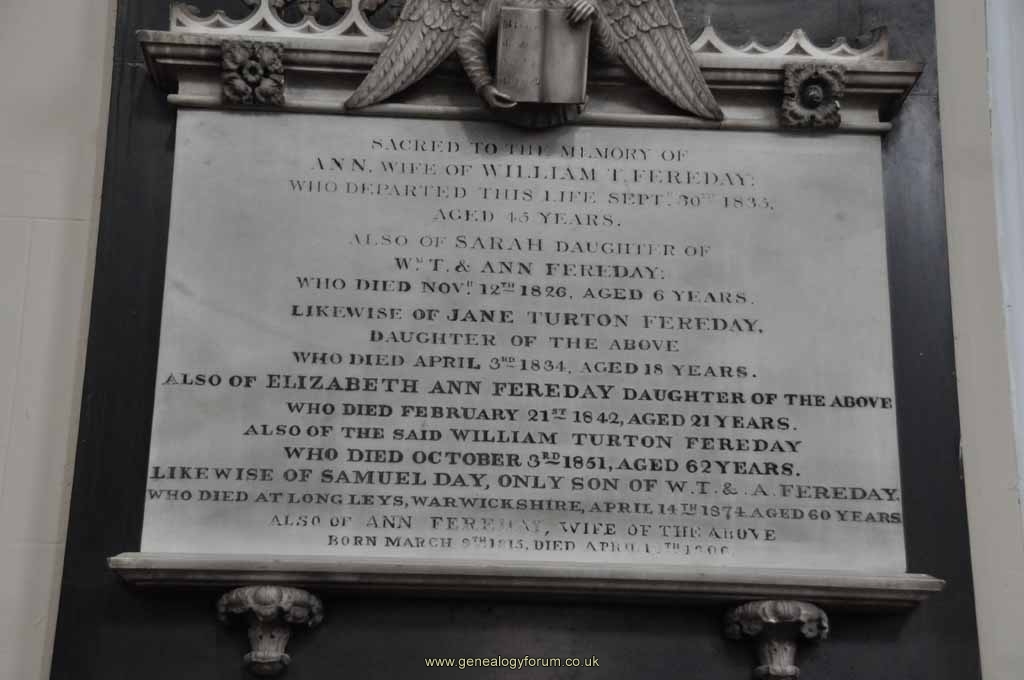 SACRED TO THE MEMORY OF
ANN, WIFE OF WILLIAM T. FEREDAY;
WHO DEPARTED THIS LIFE SEPT. 30TH 1835,
AGED 45 YEARS.
ALSO OF SARAH DAUGHTER OF
WM. T. & ANN FEREDAY;
WHO DIED NOVR. 12TH 1826, AGED 6 YEARS.
LIKEWISE OF JANE TURTON FEREDAY,
DAUGHTER OF THE ABOVE
WHO DIED APRIL 3RD 1834, AGED 18 YEARS.
ALSO OF ELIZABETH ANN FEREDAY DAUGHTER OF THE ABOVE
WHO DIED FEBRUARY 21ST 1842, AGED 21 YEARS.
ALSO OF THE SAID WILLIAM TURTON FEREDAY
WHO DIED OCTOBER 3RD 1851, AGED 62 YEARS.
LIKEWISE OF SAMUEL DAY, ONLY SON OF W.T. & A. FEREDAY.
WHO DIED AT LONG LEYS, WARWICKSHIRE, APRIL 14TH 1874 AGED 60 YEARS
ALSO OF ANN FEREDAY, WIFE OF THE ABOVE
BORN MARCH 1815, DIED APRIL
www.genealogyforum.co.uk